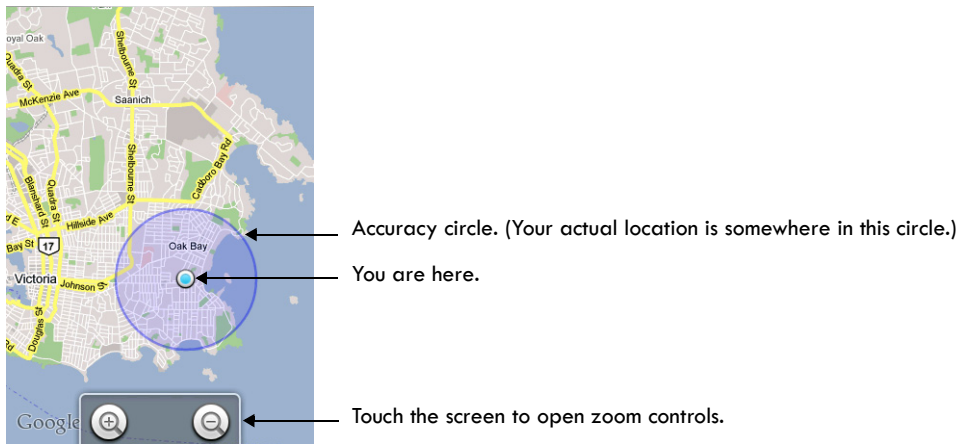 oyal Oak
Quadra St
Shelbourne St
McKenzie Ave
Saanich
Cadboro Bay Rd
Shelbourne St
Blanshard St
Quadra St
Hillside Ave
Bay St
17
Oak Bay
Victoria
Johnson St
Douglas St
Rd
Google
Accuracy circle. (Your actual location is somewhere in this circle.)
You are here.
Touch the screen to open zoom controls.